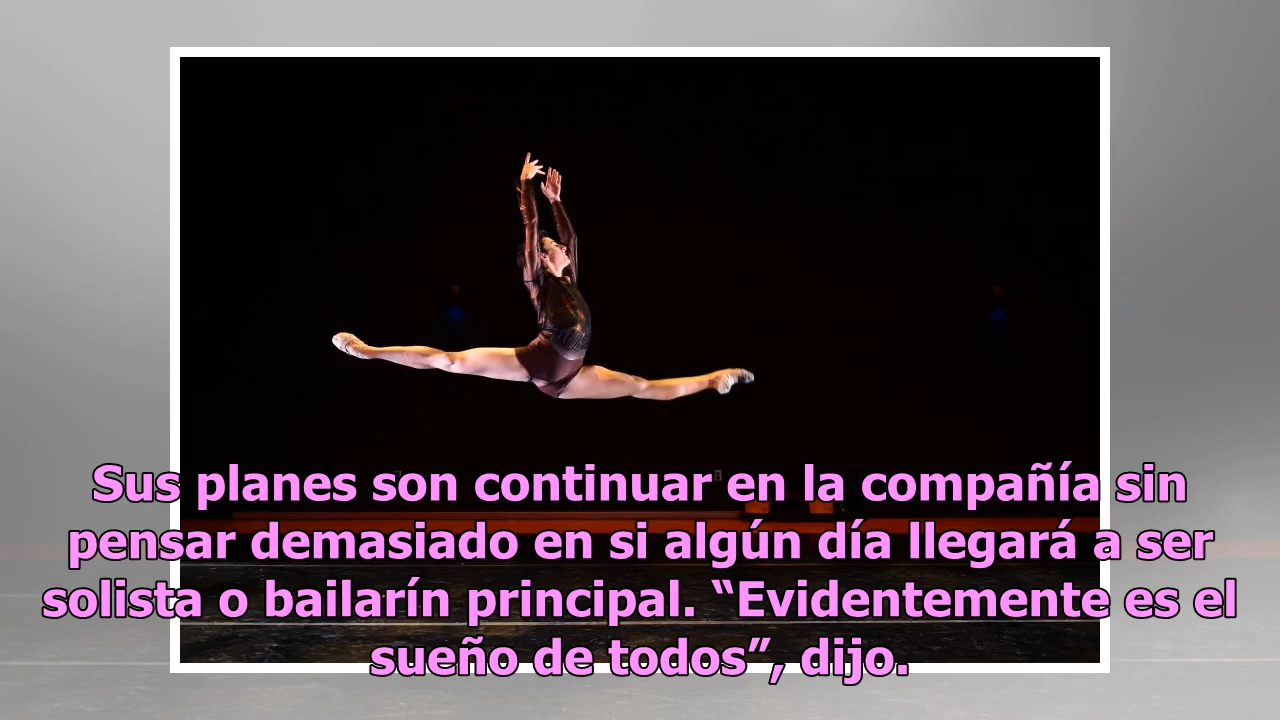 Sus planes son continuar en la compañía sin
pensar demasiado en si algún día llegará a ser
solista o bailarín principal. “Evidentemente es el
sueño de todos”, dijo.